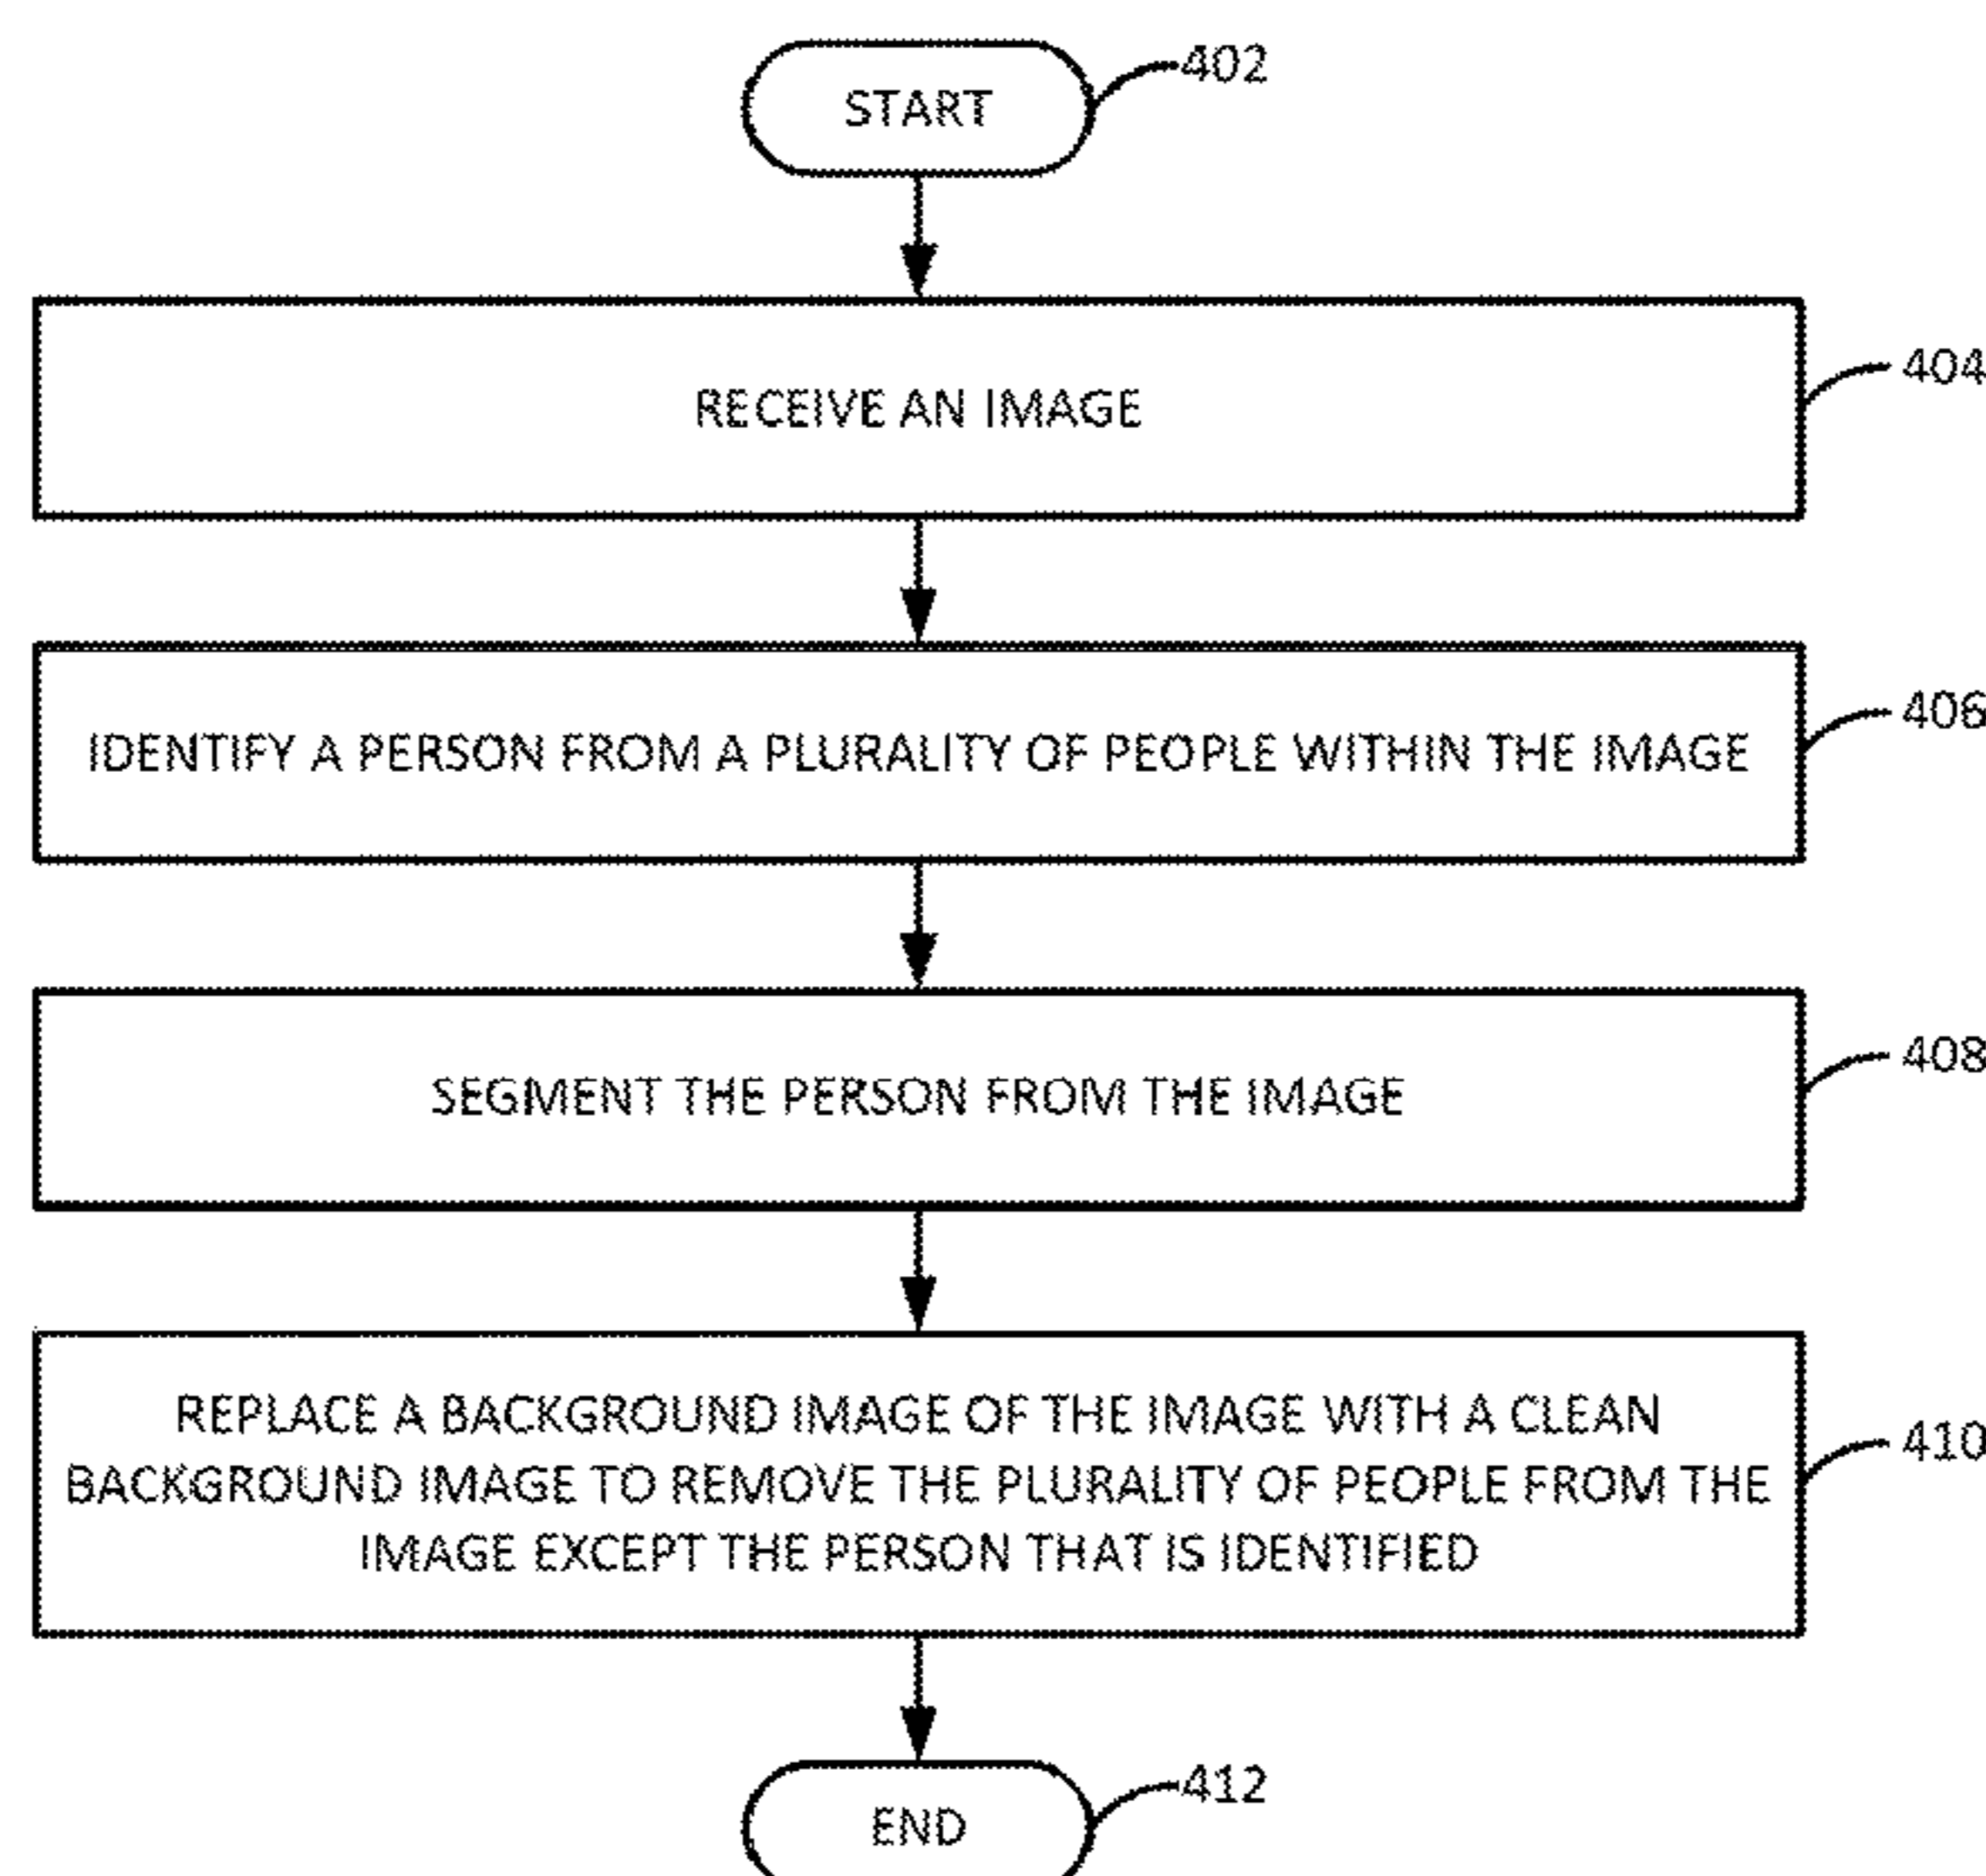 START
402
RECEIVE AN IMAGE
404
IDENTIFY A PERSON FROM A PLURALITY OF PEOPLE WITHIN THE IMAGE
406
SEGMENT THE PERSON FROM THE IMAGE
408
REPLACE A BACKGROUND IMAGE OF THE IMAGE WITH A CLEAN
BACKGROUND IMAGE TO REMOVE THE PLURALITY OF PEOPLE FROM THE
IMAGE EXCEPT THE PERSON THAT IS IDENTIFIED
410
END
412